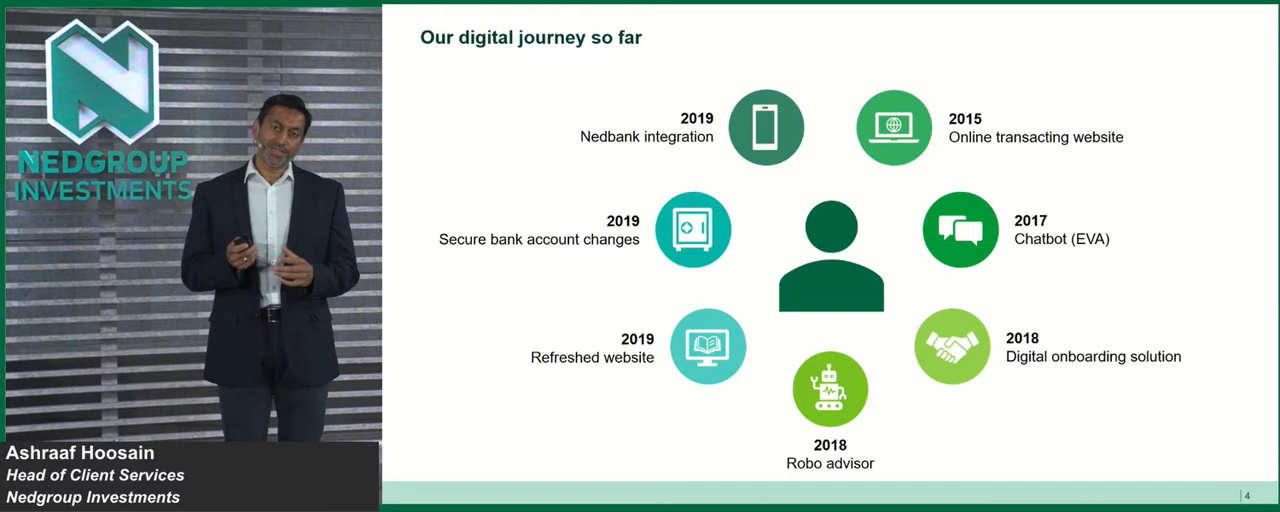 NEDGROUP
INVESTMENTS
Ashraaf Hoosain
Head of Client Services
Nedgroup Investments
Our digital journey so far
2019
Nedbank integration
2015
Online transacting website
2019
Secure bank account changes
2017
Chatbot (EVA)
2019
Refreshed website
2018
Digital onboarding solution
2018
Robo advisor
4